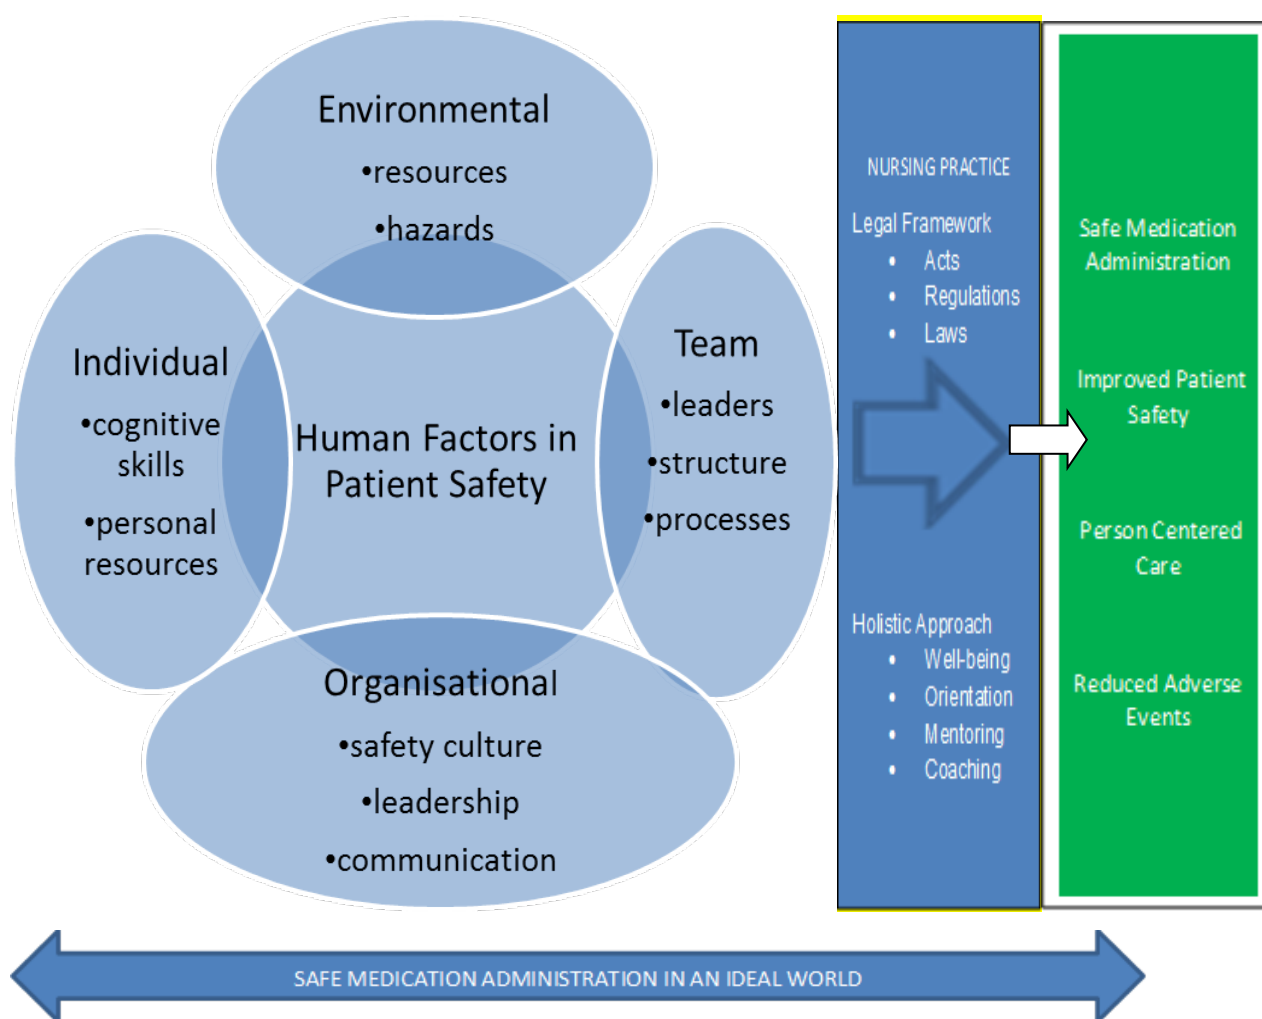 Environmental
•resources
•hazards
Individual
•cognitive
skills
•personal
resources
Human Factors in
Patient Safety
Team
•leaders
•structure
•processes
Organisational
•safety culture
•leadership
•communication
NURSING PRACTICE
Legal Framework
• Acts
• Regulations
• Laws
Holistic Approach
• Well-being
• Orientation
• Mentoring
• Coaching
Safe Medication
Administration
Improved Patient
Safety
Person Centered
Care
Reduced Adverse
Events
SAFE MEDICATION ADMINISTRATION IN AN IDEAL WORLD